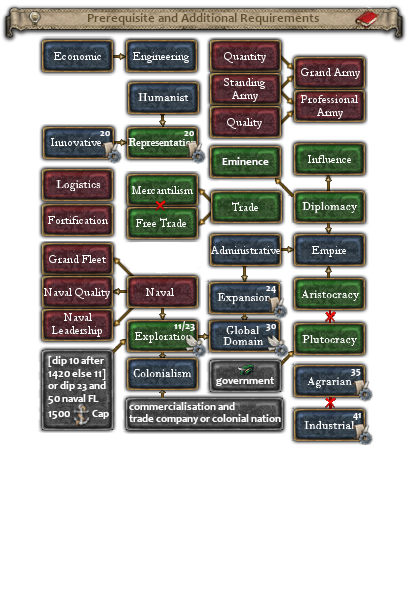 Prerequisite and Additional Requirements
Economic
Engineering
Quantity
Grand Army
Standing
Army
Humanist
Professional
Army
Quality
20
Innovative
20
Representation
Eminence
Influence
Logistics
Mercantilism
Trade
Diplomacy
Fortification
Free Trade
Grand Fleet
Administrative
Empire
Naval Quality
Naval
24
Expansion
Aristocracy
Naval
Leadership
11/23
Exploration
30
Global
Domain
Plutocracy
[dip 10 after
1420 else 11]
or dip 23 and
50 naval FL
1500 Cap
Colonialism
government
35
Agrarian
commercialisation and
trade company or colonial nation
41
Industrial